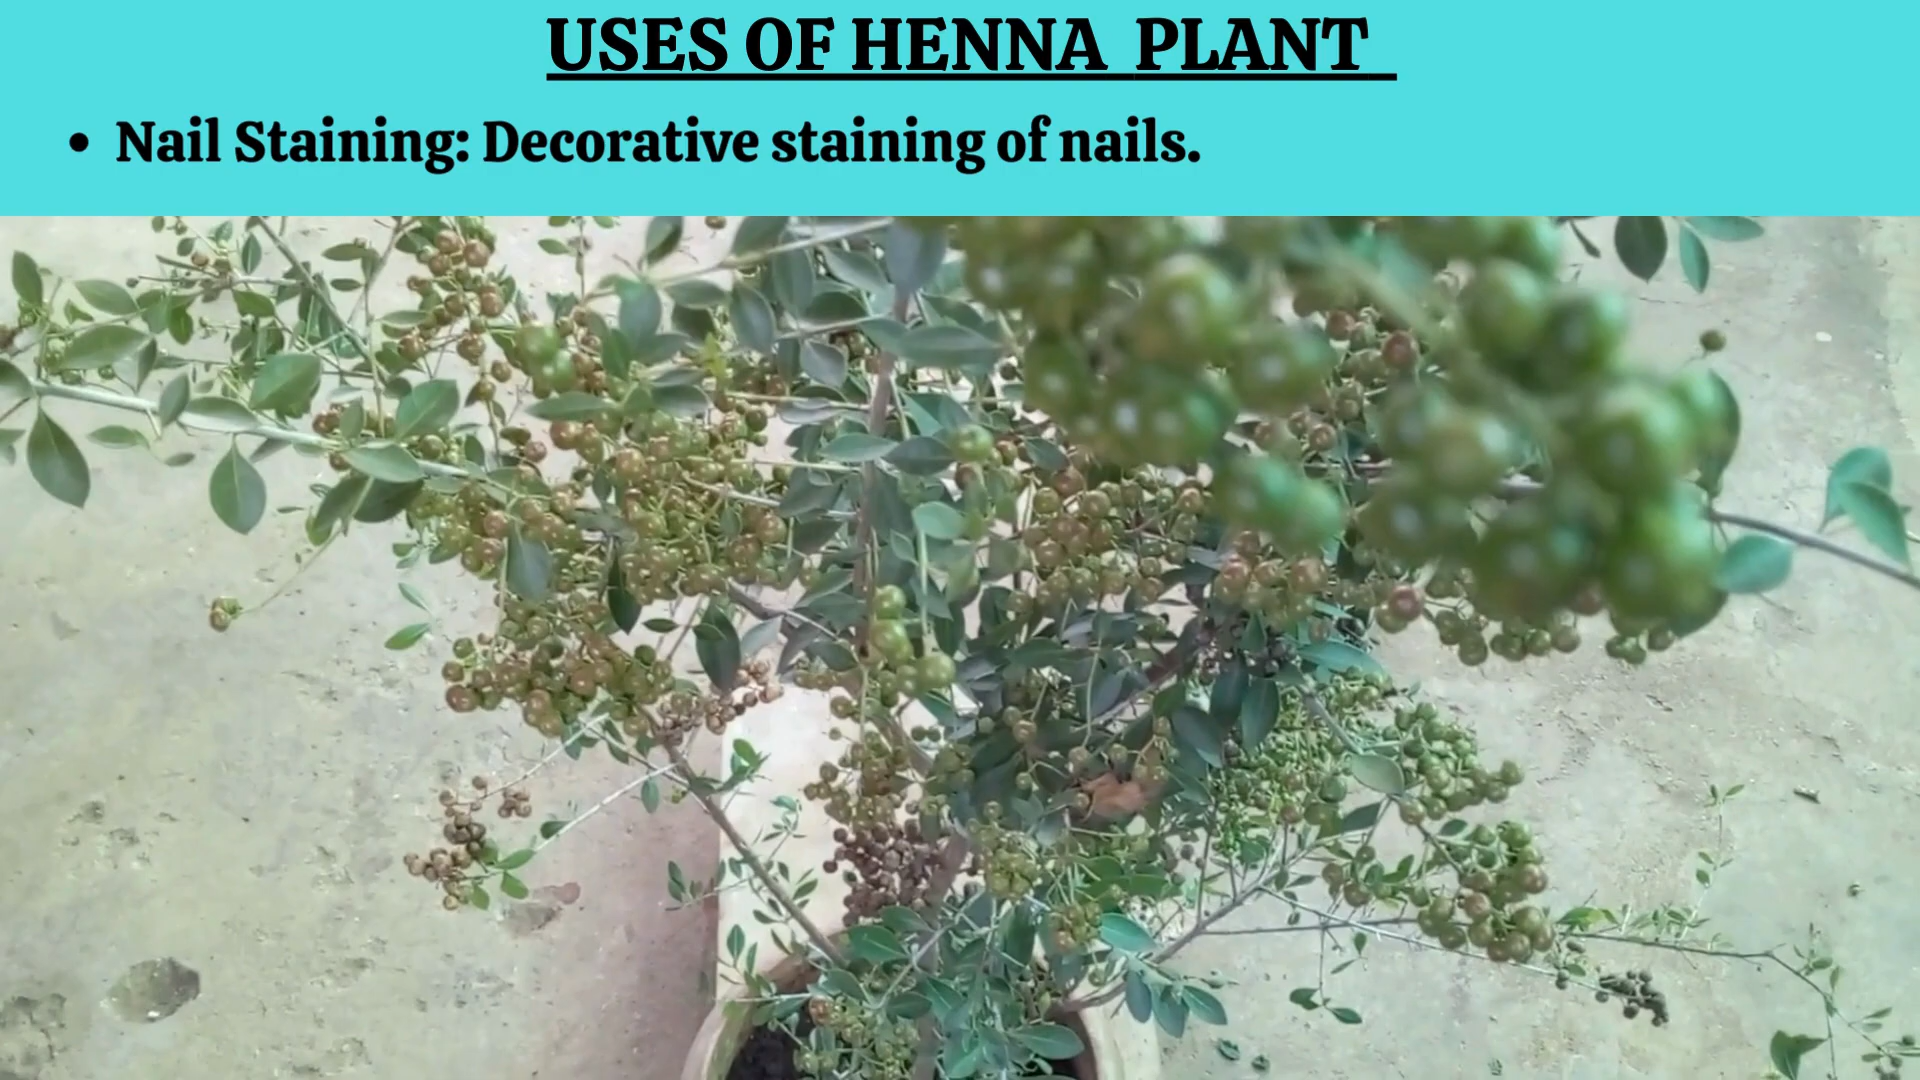 USES OF HENNA PLANT
• Nail Staining: Decorative staining of nails.